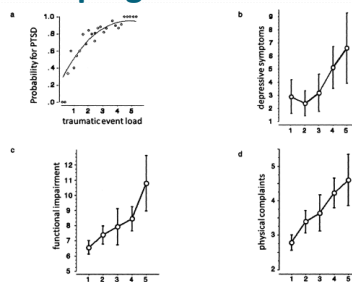 a
Probability for PTSD
1.0
.8
.6
.4
.2
.0
1 2 3 4 5
traumatic event load
b
depressive symptoms
9
8
7
6
5
4
3
2
1
1 2 3 4 5
c
functional impairment
12
11
10
9
8
7
6
5
1 2 3 4 5
d
physical complaints
5
4
3
2
1 2 3 4 5